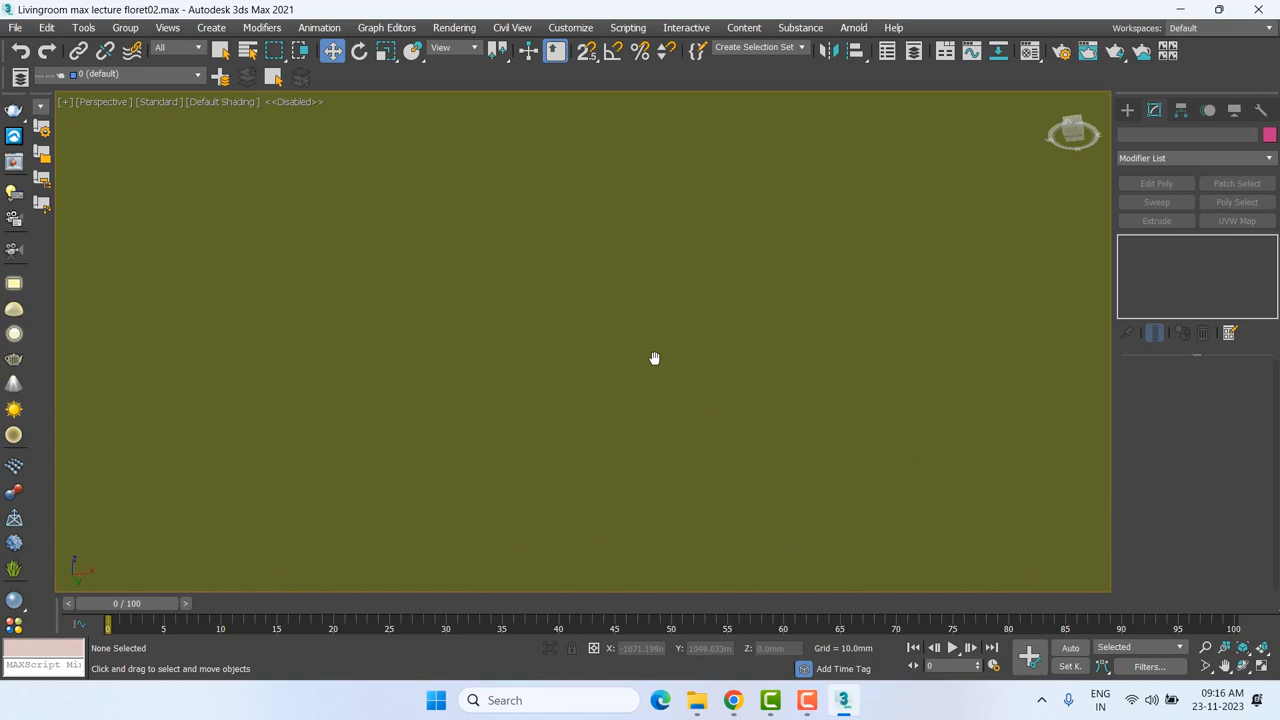 Livingroom max lecture floret02.max - Autodesk 3ds Max 2021
File Edit Tools Group Views Create Modifiers Animation Graph Editors Rendering Civil View Customize Scripting Interactive Content Substance Arnold Help Workspaces: Default
All View Create Selection Set
0 (default)
[+] [Perspective ] [Standard ] [Default Shading ] <<Disabled>>
Modifier List
Edit Poly Patch Select
Sweep Poly Select
Extrude UVW Map
z
x
y
< 0 / 100 >
0 5 10 15 20 25 30 35 40 45 50 55 60 65 70 75 80 85 90 95 100
None Selected X: -1071.199n Y: 1049.033m Z: 0.0mm Grid = 10.0mm Auto Selected
MAXScript Mi Click and drag to select and move objects Add Time Tag 0 Set K. Filters...
Search ENG IN 09:16 AM 23-11-2023